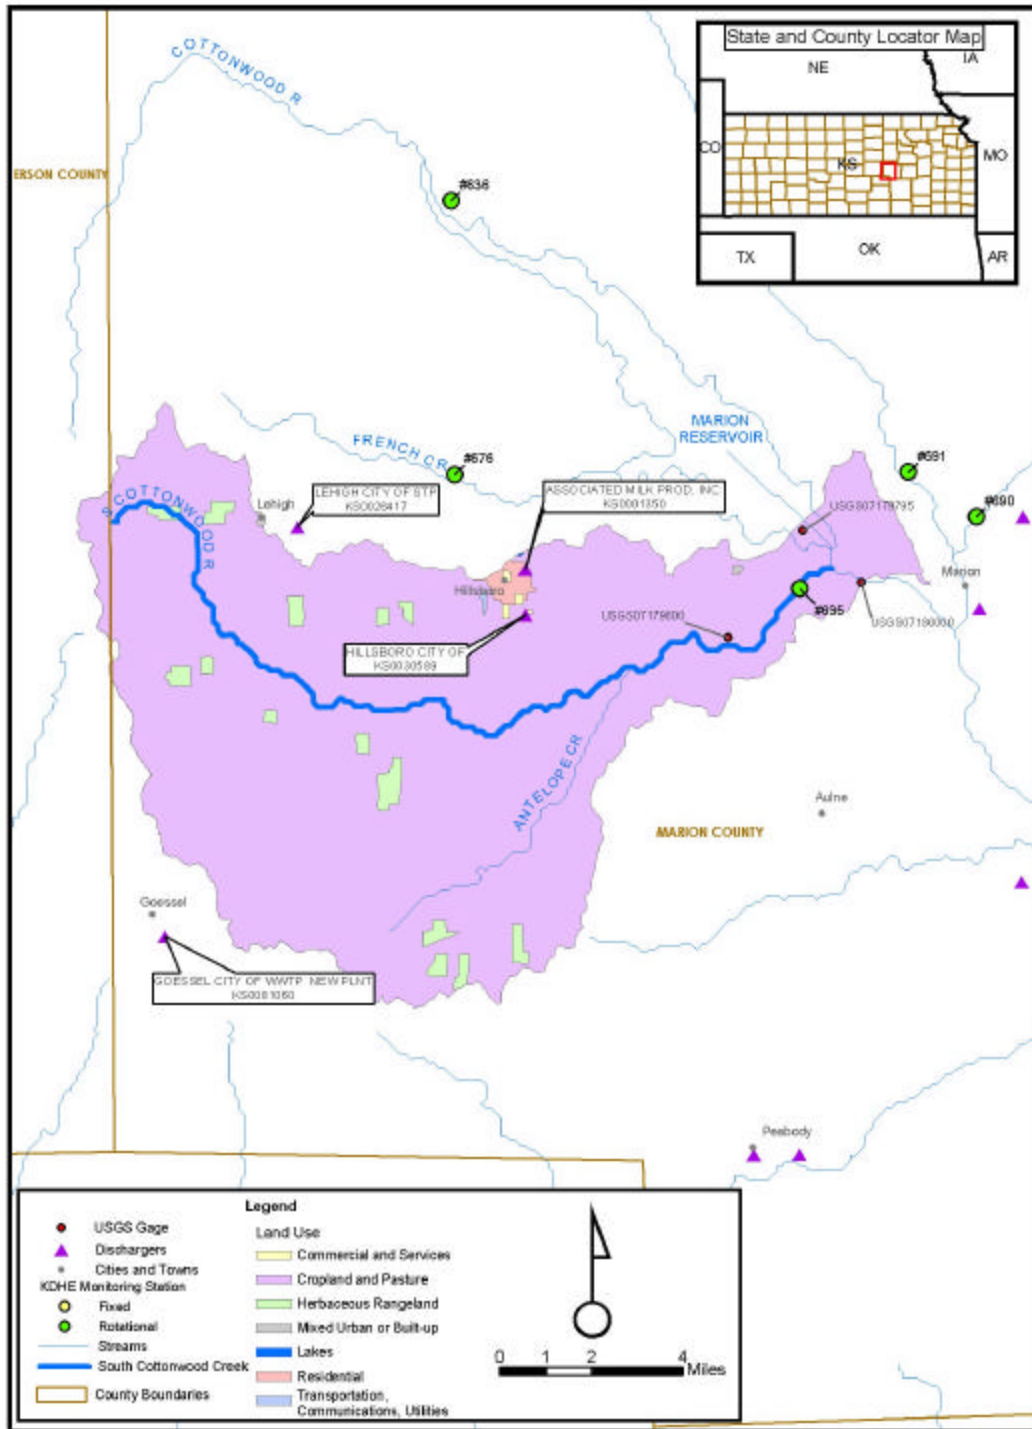 State and County Locator Map
NE
IA
CO
KS
MO
TX
OK
AR
COTTONWOOD R
ERSON COUNTY
#636
MARION
RESERVOIR
FRENCH CR
#676
#691
#690
LEHIGH CITY OF STP
KS0026417
ASSOCIATED MILK PROD, INC
KS0001350
Lehigh
S COTTONWOOD R
USGS07179795
Hillsboro
Marion
#695
USGS07179600
USGS07180000
HILLSBORO CITY OF
KS0030589
ANTELOPE CR
Aulne
MARION COUNTY
Goessel
GOESSEL CITY OF WWTP NEW PLNT
KS0081060
Peabody
Legend
USGS Gage
Dischargers
Cities and Towns
KDHE Monitoring Station
Fixed
Rotational
Streams
South Cottonwood Creek
County Boundaries
Land Use
Commercial and Services
Cropland and Pasture
Herbaceous Rangeland
Mixed Urban or Built-up
Lakes
Residential
Transportation,
Communications, Utilities
0 1 2 4
Miles